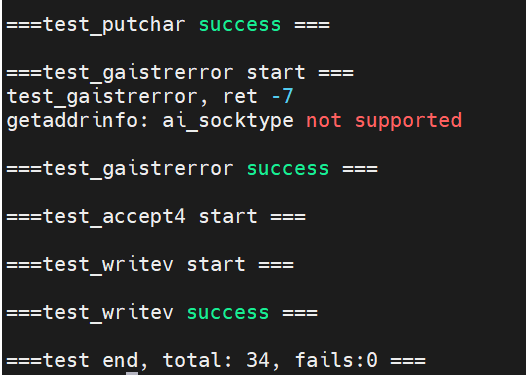 ===test_putchar success ===
===test_gaistrerror start ===
test_gaistrerror, ret -7
getaddrinfo: ai_socktype not supported
===test_gaistrerror success ===
===test_accept4 start ===
===test_writev start ===
===test_writev success ===
===test end, total: 34, fails:0 ===